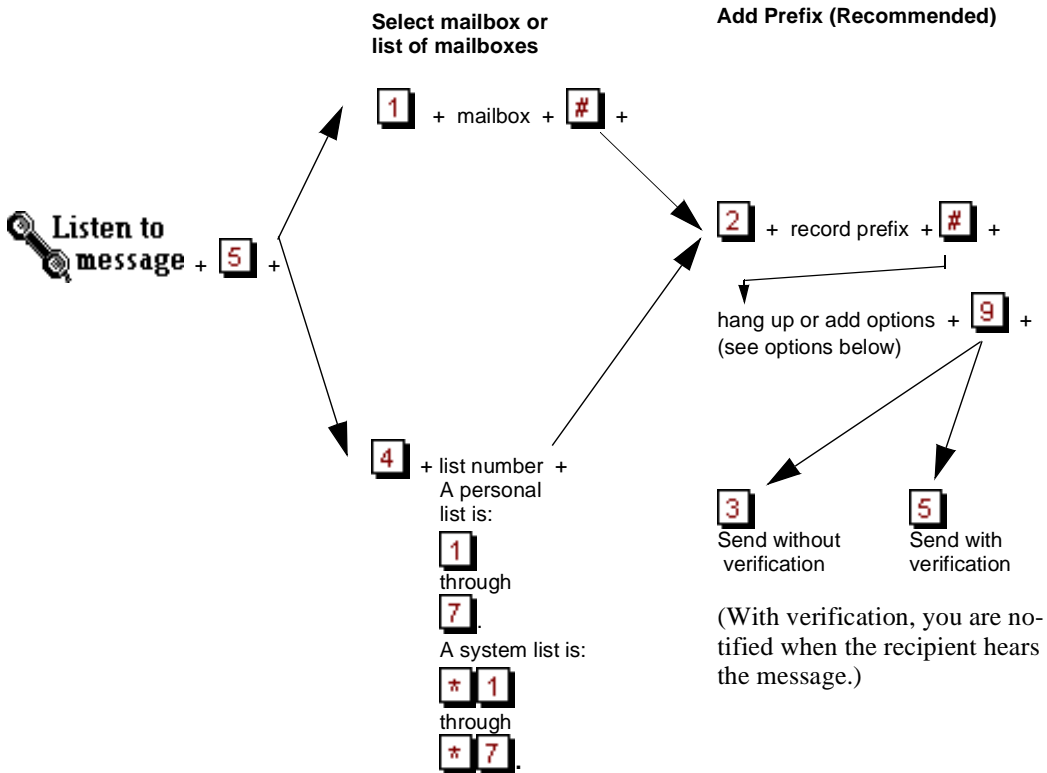 Select mailbox or
list of mailboxes
Add Prefix (Recommended)
1 + mailbox + # +
Listen to
message + 5 +
2 + record prefix + # +
hang up or add options + 9 +
(see options below)
4 + list number +
A personal
list is:
1
through
7.
A system list is:
* 1
through
* 7.
3
Send without
verification
5
Send with
verification
(With verification, you are no-
tified when the recipient hears
the message.)